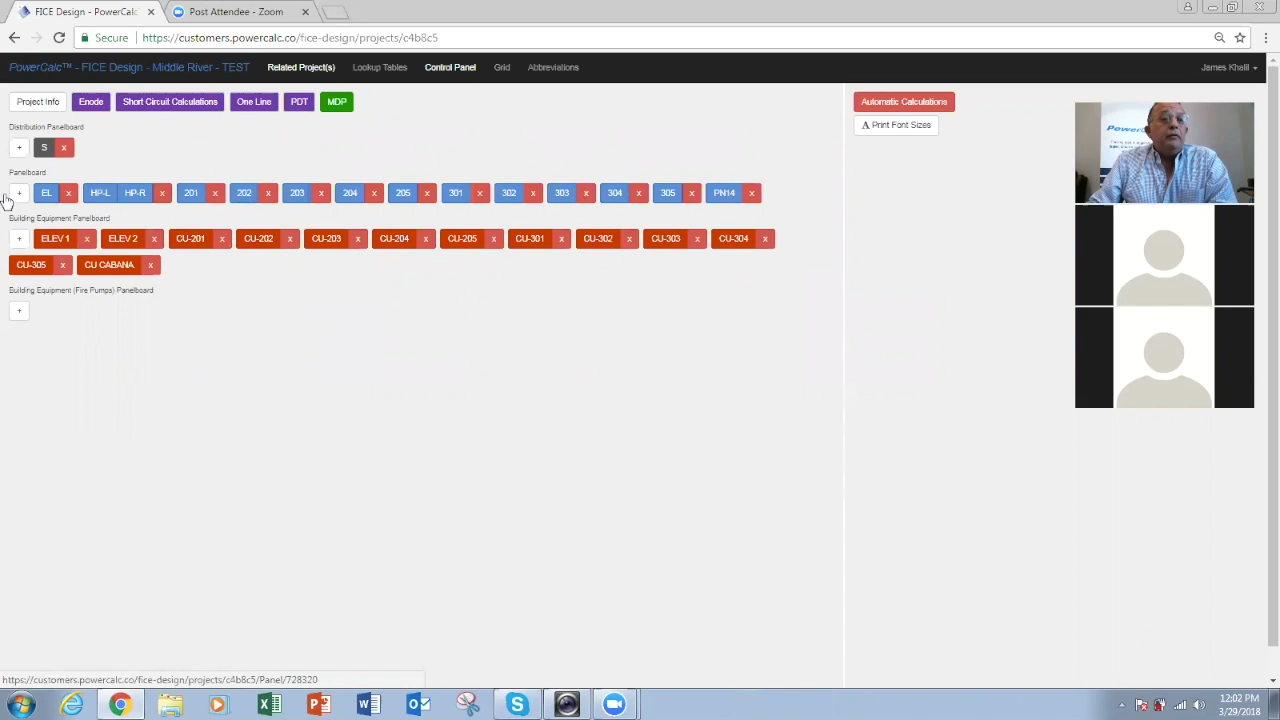 FICE Design - PowerCalc x
Post Attendee - Zoom x
Secure https://customers.powercalc.co/fice-design/projects/c4b8c5
PowerCalc™ - FICE Design - Middle River - TEST Related Project(s) Lookup Tables Control Panel Grid Abbreviations James Khalil
Project Info Enode Short Circuit Calculations One Line PDT MDP
Automatic Calculations
A Print Font Sizes
Distribution Panelboard
+ S x
Panelboard
+ EL x HP-L HP-R x 201 x 202 x 203 x 204 x 205 x 301 x 302 x 303 x 304 x 305 x PN14 x
Building Equipment Panelboard
+ ELEV 1 x ELEV 2 x CU-201 x CU-202 x CU-203 x CU-204 x CU-205 x CU-301 x CU-302 x CU-303 x CU-304 x
CU-305 x CU CABANA x
Building Equipment (Fire Pumps) Panelboard
+
https://customers.powercalc.co/fice-design/projects/c4b8c5/Panel/728320
12:02 PM
3/29/2018